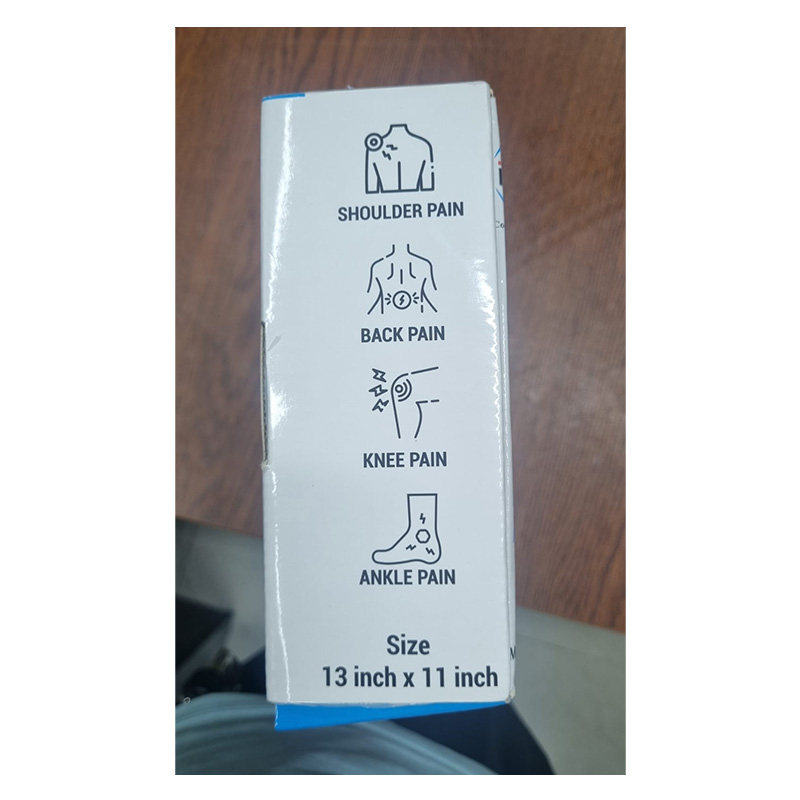 SHOULDER PAIN
BACK PAIN
KNEE PAIN
ANKLE PAIN
Size
13 inch x 11 inch